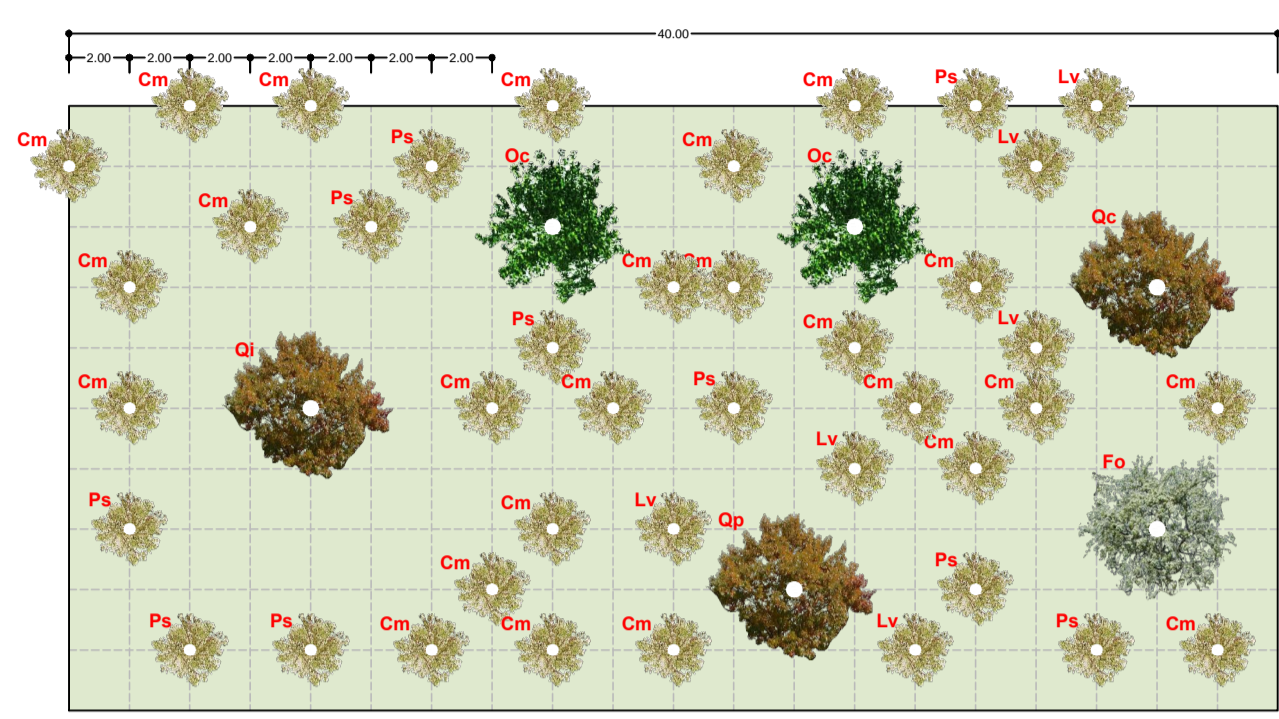 40.00
2.00 2.00 2.00 2.00 2.00 2.00 2.00
Cm Cm Cm Cm Ps Lv
Cm Ps Cm Lv
Oc Oc
Cm Ps Qc
Cm Cm Cm Cm
Ps Cm Lv
Qi
Cm Cm Cm Ps Cm Cm Cm
Lv Cm
Fo
Ps Cm Lv
Qp
Cm Ps
Ps Ps Cm Cm Cm Lv Ps Cm